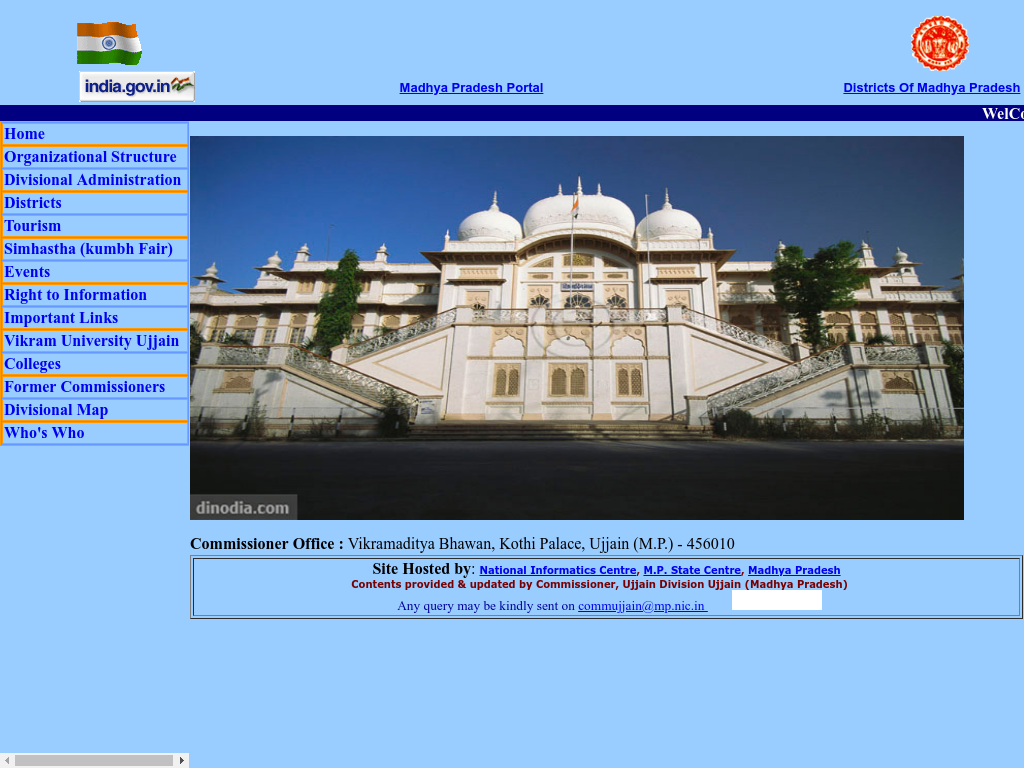 india.gov.in
Madhya Pradesh Portal
Districts Of Madhya Pradesh
WelCo
Home
Organizational Structure
Divisional Administration
Districts
Tourism
Simhastha (kumbh Fair)
Events
Right to Information
Important Links
Vikram University Ujjain
Colleges
Former Commissioners
Divisional Map
Who's Who
dinodia.com
Commissioner Office : Vikramaditya Bhawan, Kothi Palace, Ujjain (M.P.) - 456010
Site Hosted by: National Informatics Centre, M.P. State Centre, Madhya Pradesh
Contents provided & updated by Commissioner, Ujjain Division Ujjain (Madhya Pradesh)
Any query may be kindly sent on commujjain@mp.nic.in